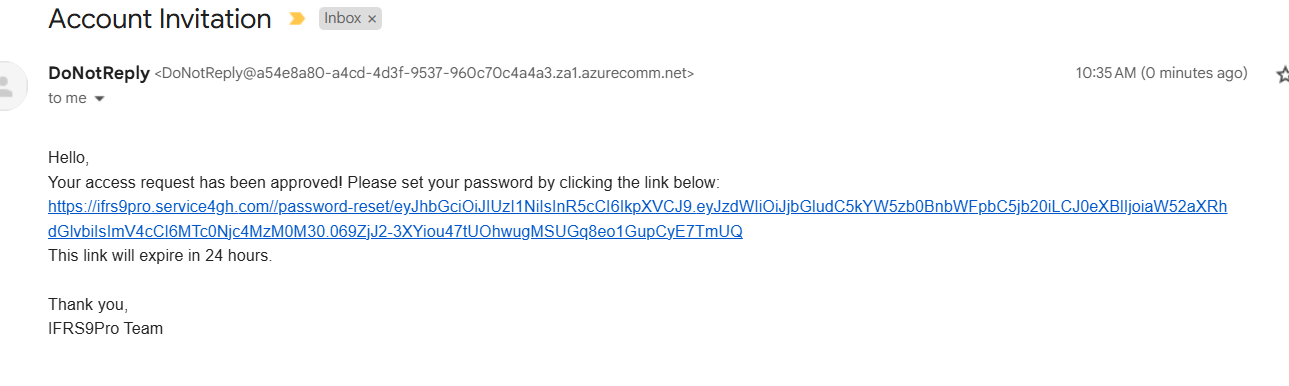 Account Invitation Inbox ×
DoNotReply <DoNotReply@a54e8a80-a4cd-4d3f-9537-960c70c4a4a3.za1.azurecomm.net> 10:35 AM (0 minutes ago)
to me
Hello,
Your access request has been approved! Please set your password by clicking the link below:
https://ifrs9pro.service4gh.com//password-reset/eyJhbGciOiJIUzI1NiIsInR5cCI6IkpXVCJ9.eyJzdWIiOiJjbGludC5kYW5zb0BnbWFpbC5jb20iLCJ0eXBlIjoiaW52aXRh
dGlvbiIsImV4cCI6MTc0Njc4MzM0M30.069ZjJ2-3XYiou47tUOhwugMSUGq8eo1GupCyE7TmUQ
This link will expire in 24 hours.
Thank you,
IFRS9Pro Team